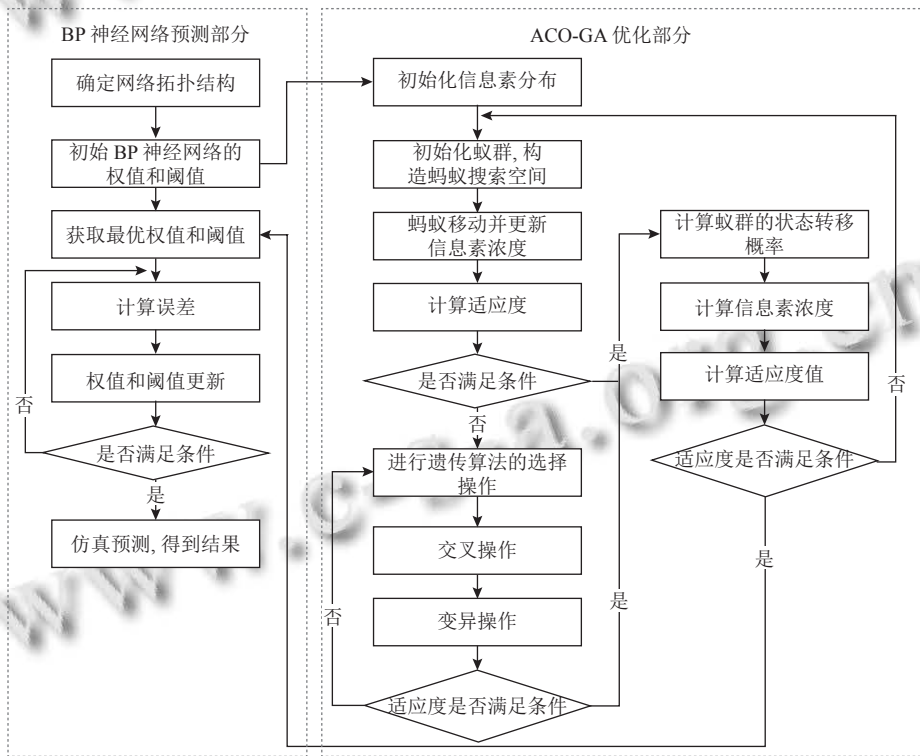 BP 神经网络预测部分
确定网络拓扑结构
初始 BP 神经网络的
权值和阈值
获取最优权值和阈值
计算误差
权值和阈值更新
否
是否满足条件
是
仿真预测, 得到结果
ACO-GA 优化部分
初始化信息素分布
初始化蚁群, 构
造蚂蚁搜索空间
蚂蚁移动并更新
信息素浓度
计算适应度
是否满足条件
是
否
进行遗传算法的选择
操作
交叉操作
变异操作
否
是
适应度是否满足条件
计算蚁群的状态转移
概率
计算信息素浓度
计算适应度值
否
适应度是否满足条件
是
www.c-s-a.org.cn